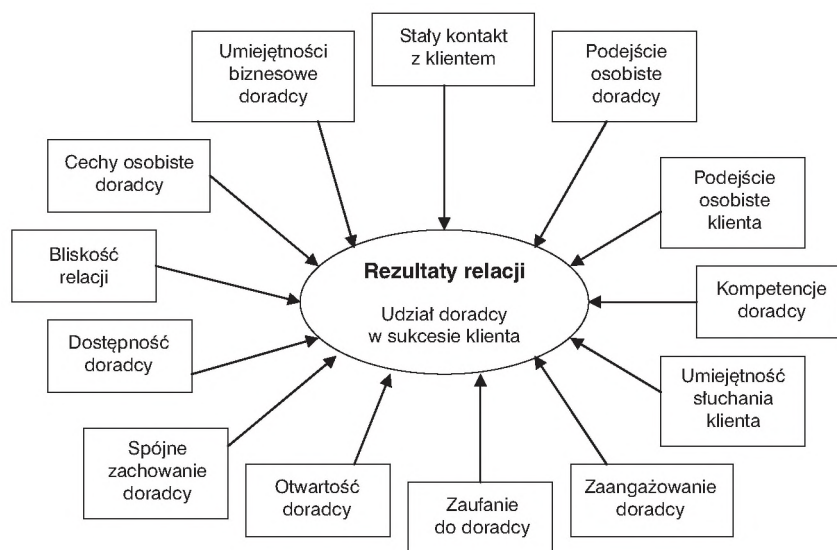 Umiejętności
biznesowe
doradcy
Stały kontakt
z klientem
Podejście
osobiste
doradcy
Cechy osobiste
doradcy
Podejście
osobiste
klienta
Bliskość
relacji
Rezultaty relacji
Udział doradcy
w sukcesie klienta
Kompetencje
doradcy
Dostępność
doradcy
Umiejętność
słuchania
klienta
Spójne
zachowanie
doradcy
Otwartość
doradcy
Zaufanie
do doradcy
Zaangażowanie
doradcy